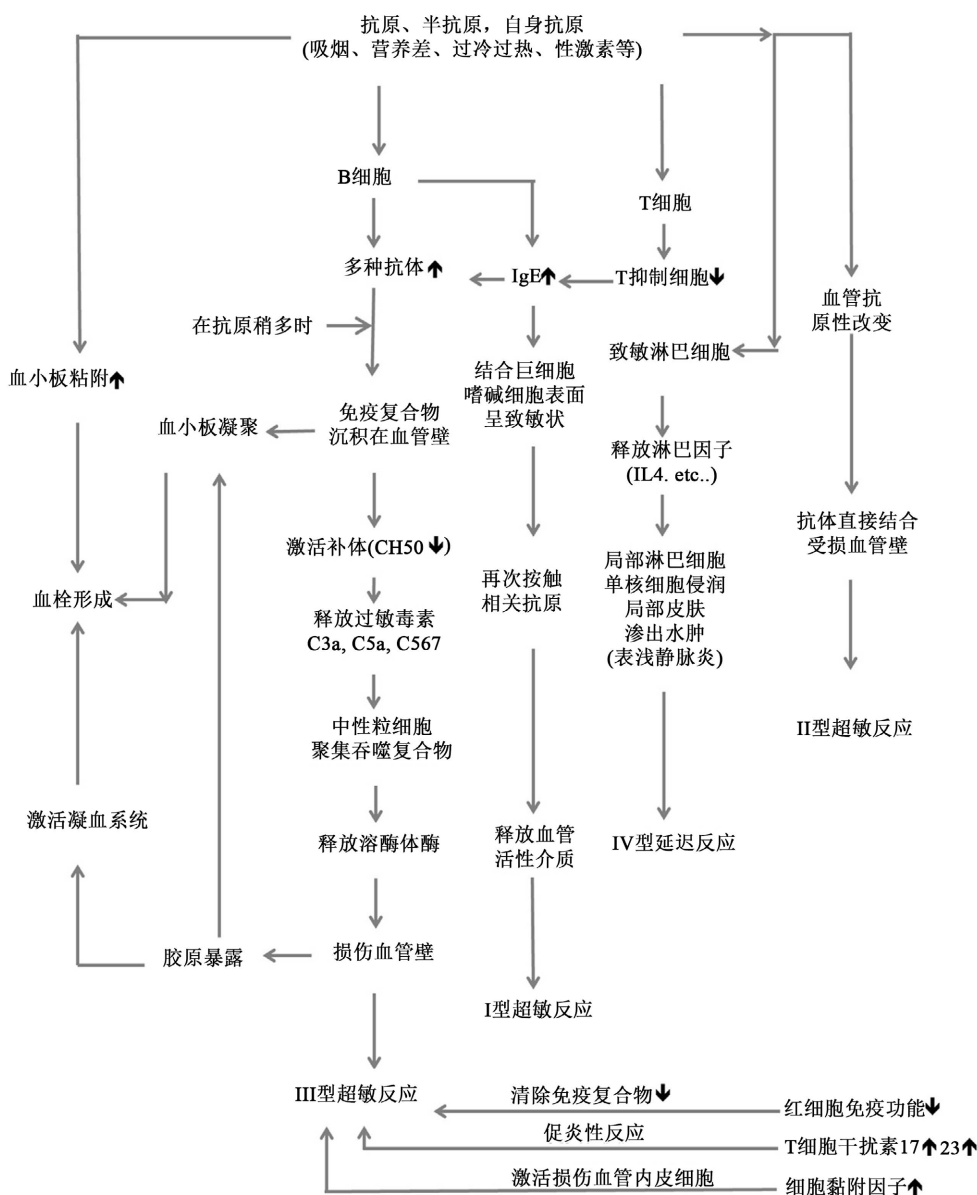 抗原、半抗原，自身抗原
(吸烟、营养差、过冷过热、性激素等)
B细胞
T细胞
多种抗体↑
IgE↑
T抑制细胞↓
血管抗
原性改变
在抗原稍多时
致敏淋巴细胞
血小板粘附↑
结合巨细胞
嗜碱细胞表面
呈致敏状
血小板凝聚
免疫复合物
沉积在血管壁
释放淋巴因子
(IL4. etc..)
抗体直接结合
受损血管壁
激活补体(CH50↓)
局部淋巴细胞
单核细胞侵润
局部皮肤
渗出水肿
(表浅静脉炎)
再次接触
相关抗原
血栓形成
释放过敏毒素
C3a, C5a, C567
中性粒细胞
聚集吞噬复合物
II型超敏反应
激活凝血系统
释放溶酶体酶
释放血管
活性介质
IV型延迟反应
胶原暴露
损伤血管壁
I型超敏反应
III型超敏反应
清除免疫复合物↓
红细胞免疫功能↓
促炎性反应
T细胞干扰素17↑23↑
激活损伤血管内皮细胞
细胞黏附因子↑